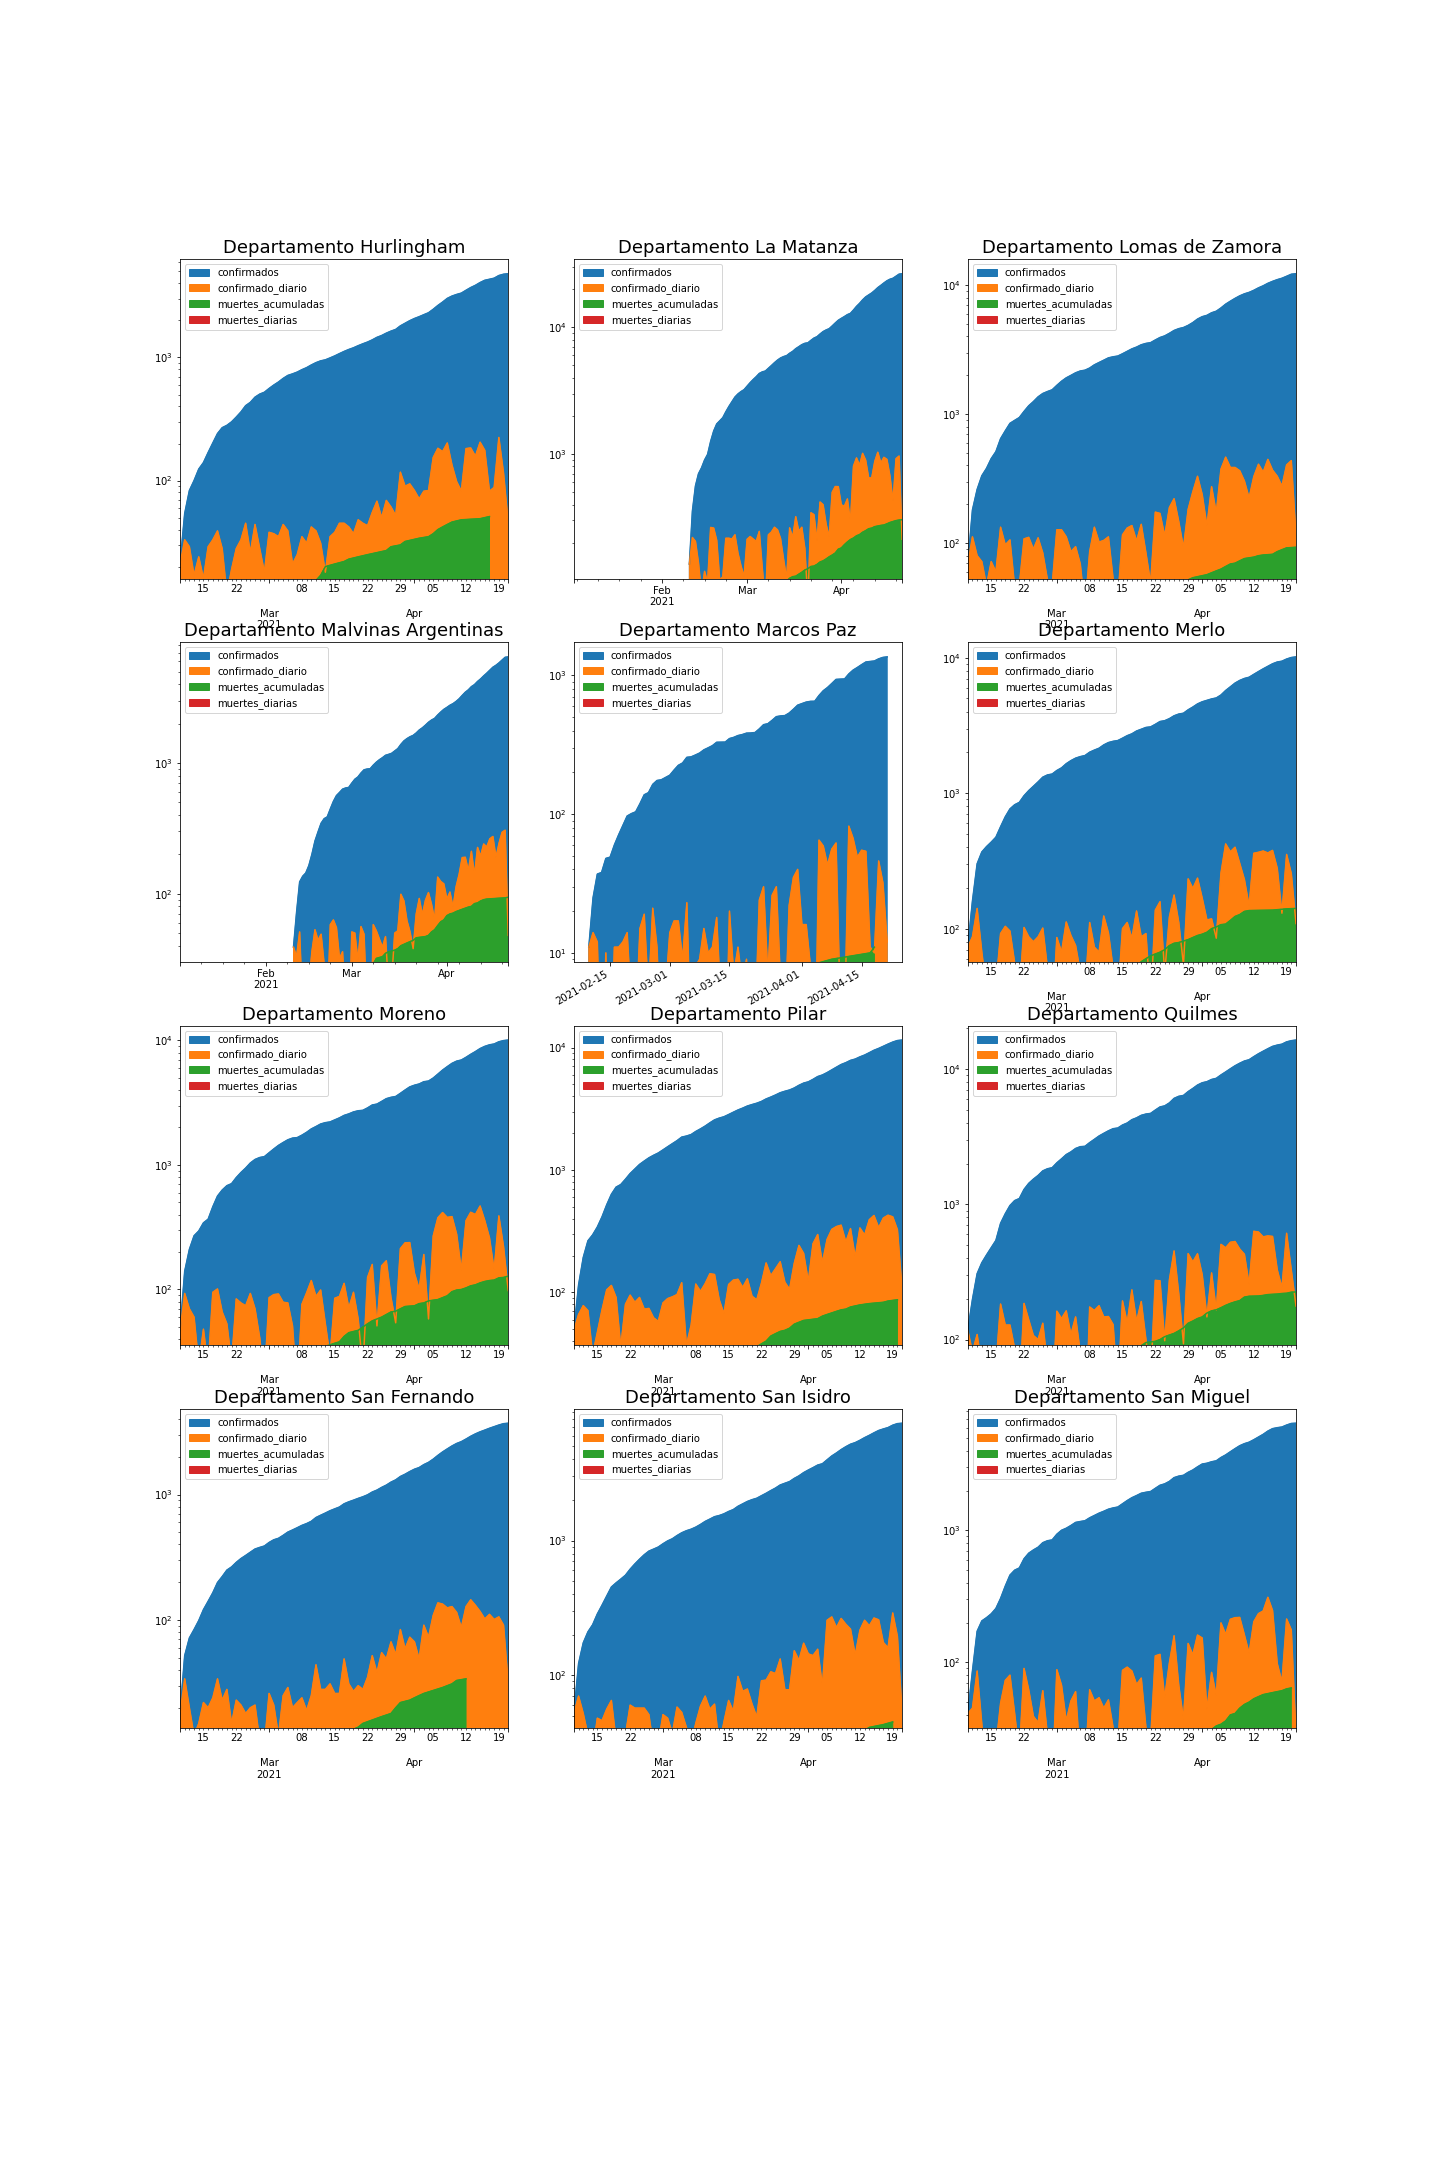 Departamento Hurlingham
confirmados
confirmado_diario
muertes_acumuladas
muertes_diarias
10³
10²
15 22 08 15 22 29 05 12 19
Mar Apr
2021
Departamento La Matanza
confirmados
confirmado_diario
muertes_acumuladas
muertes_diarias
10⁴
10³
Feb Mar Apr
2021
Departamento Lomas de Zamora
confirmados
confirmado_diario
muertes_acumuladas
muertes_diarias
10⁴
10³
10²
15 22 08 15 22 29 05 12 19
Mar Apr
2021
Departamento Malvinas Argentinas
confirmados
confirmado_diario
muertes_acumuladas
muertes_diarias
10³
10²
Feb Mar Apr
2021
Departamento Marcos Paz
confirmados
confirmado_diario
muertes_acumuladas
muertes_diarias
10³
10²
10¹
2021-02-15 2021-03-01 2021-03-15 2021-04-01 2021-04-15
Departamento Merlo
confirmados
confirmado_diario
muertes_acumuladas
muertes_diarias
10⁴
10³
10²
15 22 08 15 22 29 05 12 19
Mar Apr
2021
Departamento Moreno
confirmados
confirmado_diario
muertes_acumuladas
muertes_diarias
10⁴
10³
10²
15 22 08 15 22 29 05 12 19
Mar Apr
2021
Departamento Pilar
confirmados
confirmado_diario
muertes_acumuladas
muertes_diarias
10⁴
10³
10²
15 22 08 15 22 29 05 12 19
Mar Apr
2021
Departamento Quilmes
confirmados
confirmado_diario
muertes_acumuladas
muertes_diarias
10⁴
10³
10²
15 22 08 15 22 29 05 12 19
Mar Apr
2021
Departamento San Fernando
confirmados
confirmado_diario
muertes_acumuladas
muertes_diarias
10³
10²
15 22 08 15 22 29 05 12 19
Mar Apr
2021
Departamento San Isidro
confirmados
confirmado_diario
muertes_acumuladas
muertes_diarias
10³
10²
15 22 08 15 22 29 05 12 19
Mar Apr
2021
Departamento San Miguel
confirmados
confirmado_diario
muertes_acumuladas
muertes_diarias
10³
10²
15 22 08 15 22 29 05 12 19
Mar Apr
2021